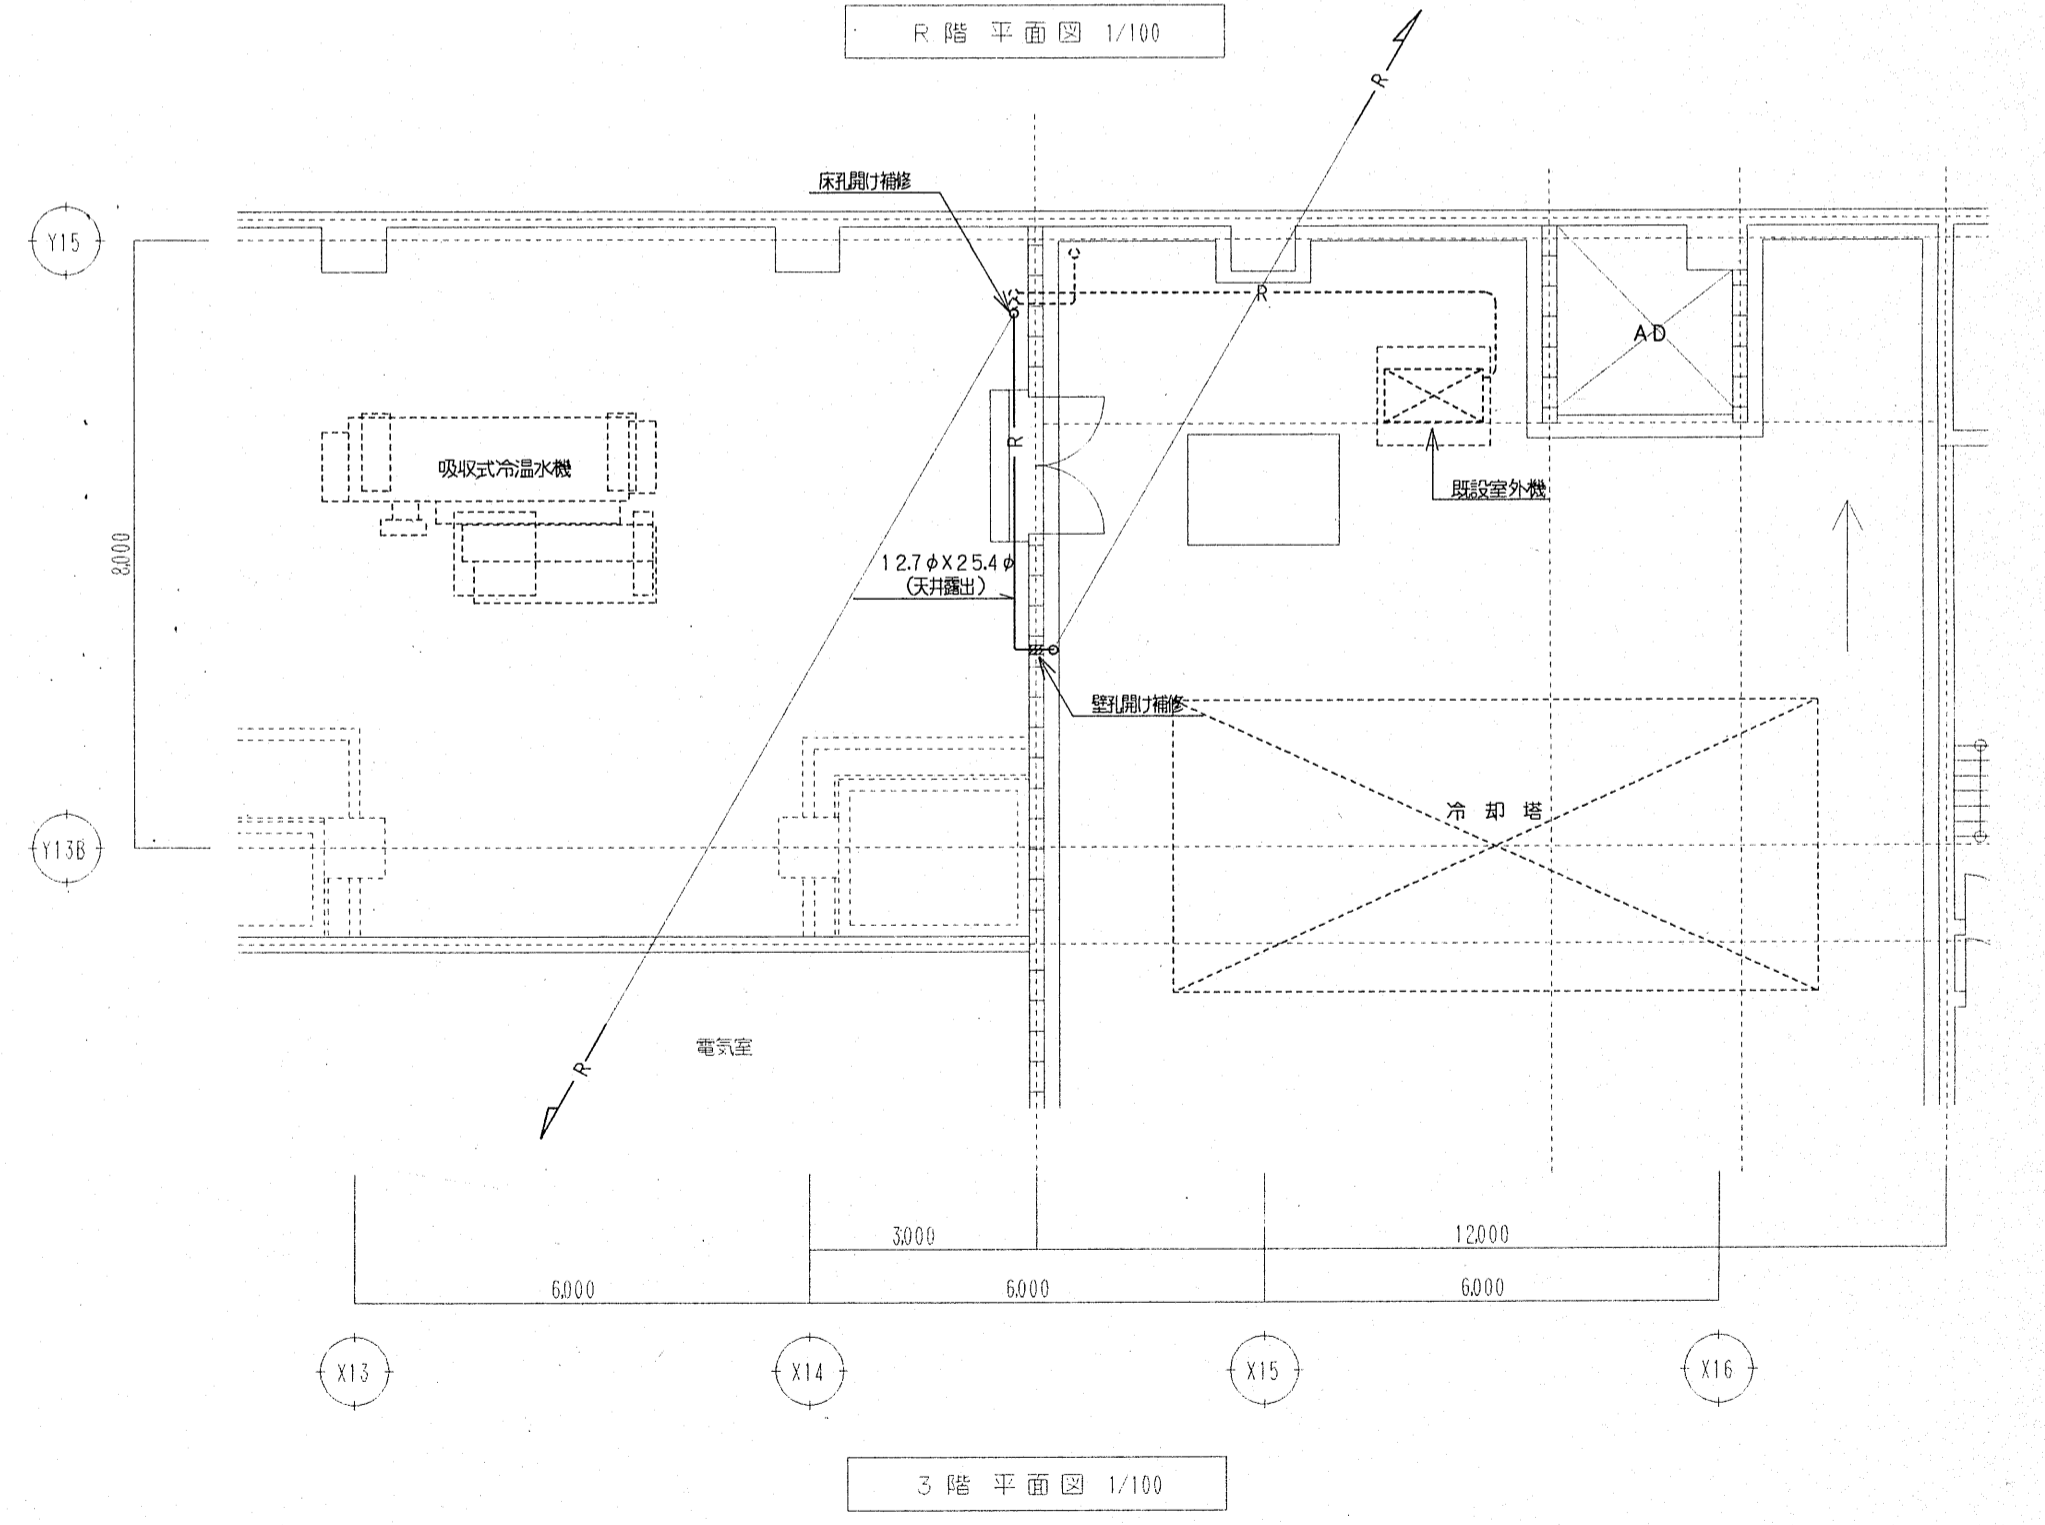 R階 平面図 1/100
R
床孔開け補修
Y15
R
AD
R
吸収式冷温水機
既設室外機
8,000
12.7φX25.4φ
(天井露出)
壁孔開け補修
冷却塔
Y13B
電気室
R
3,000
12,000
6,000
6,000
6,000
X13
X14
X15
X16
3階 平面図 1/100